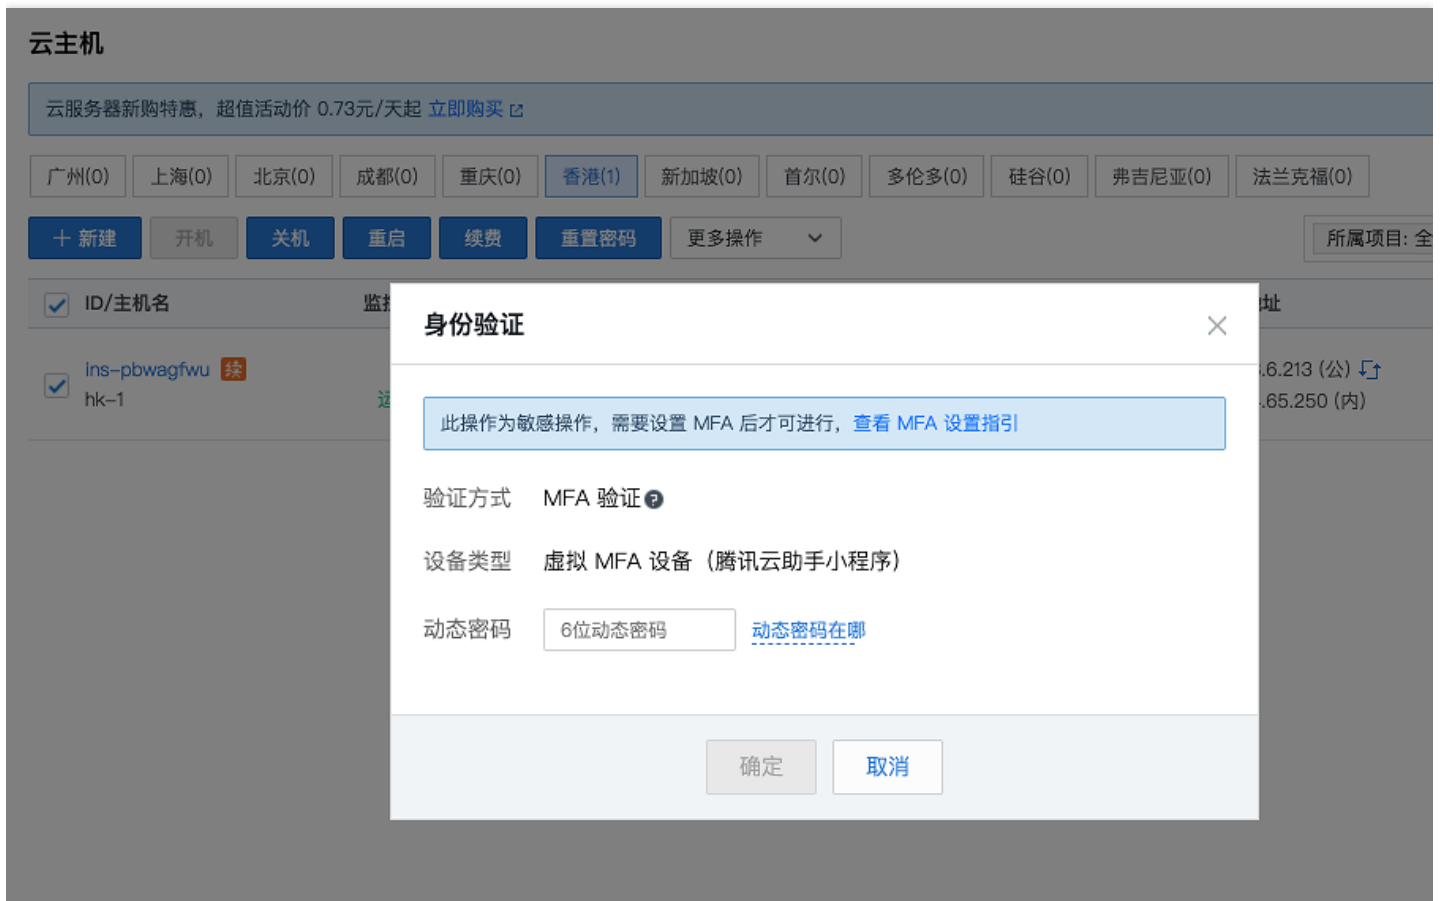 云主机
云服务器新购特惠，超值活动价 0.73元/天起 立即购买
广州(0) 上海(0) 北京(0) 成都(0) 重庆(0) 香港(1) 新加坡(0) 首尔(0) 多伦多(0) 硅谷(0) 弗吉尼亚(0) 法兰克福(0)
新建 开机 关机 重启 续费 重置密码 更多操作 所属项目: 全
ID/主机名 监 址
身份验证
ins-pbwagfwu 续
hk-1
.6.213 (公)
.65.250 (内)
此操作为敏感操作，需要设置 MFA 后才可进行，查看 MFA 设置指引
验证方式 MFA 验证
设备类型 虚拟 MFA 设备（腾讯云助手小程序）
动态密码 6位动态密码 动态密码在哪
确定 取消